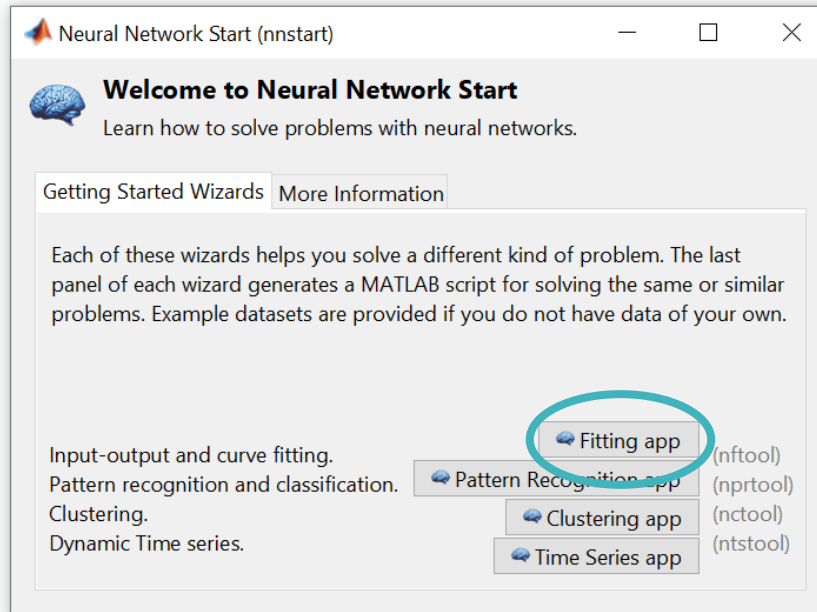 Neural Network Start (nnstart)
Welcome to Neural Network Start
Learn how to solve problems with neural networks.
Getting Started Wizards More Information
Each of these wizards helps you solve a different kind of problem. The last
panel of each wizard generates a MATLAB script for solving the same or similar
problems. Example datasets are provided if you do not have data of your own.
Input-output and curve fitting. Fitting app (nftool)
Pattern recognition and classification. Pattern Recognition app (nprtool)
Clustering. Clustering app (nctool)
Dynamic Time series. Time Series app (ntstool)